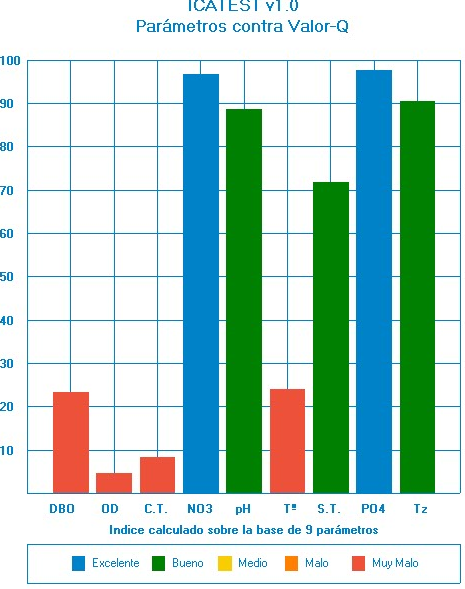 ICATEST v1.0
Parámetros contra Valor-Q
100
90
80
70
60
50
40
30
20
10
DBO OD C.T. NO3 pH Tª S.T. PO4 Tz
Indice calculado sobre la base de 9 parámetros
Excelente Bueno Medio Malo Muy Malo